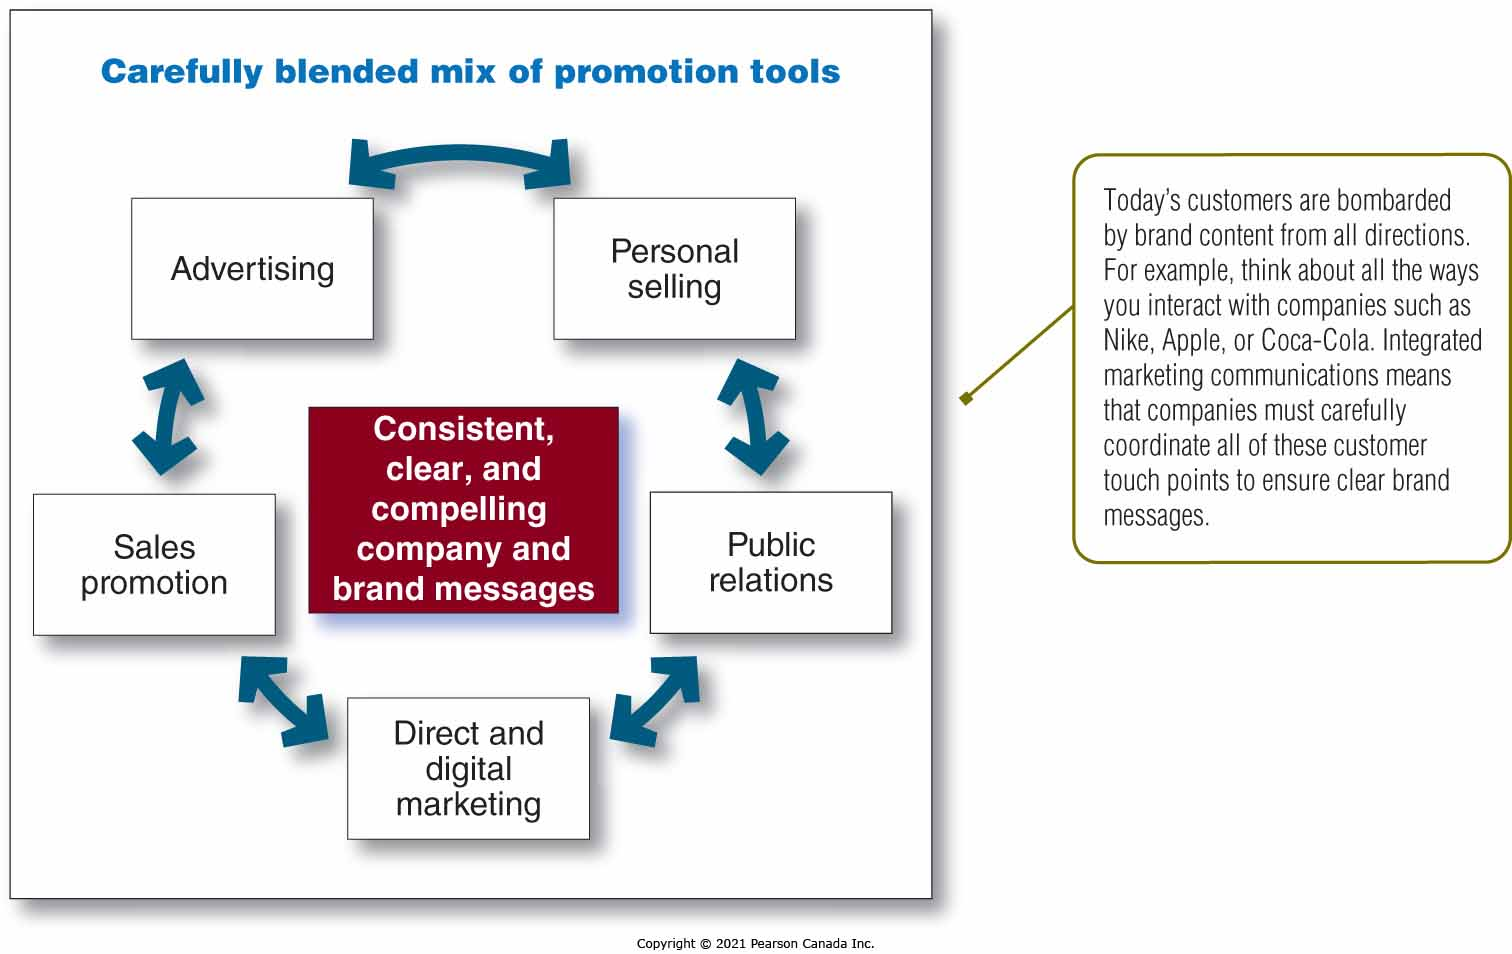 Carefully blended mix of promotion tools
Advertising
Personal
selling
Consistent,
clear, and
compelling
company and
brand messages
Sales
promotion
Public
relations
Direct and
digital
marketing
Today’s customers are bombarded
by brand content from all directions.
For example, think about all the ways
you interact with companies such as
Nike, Apple, or Coca-Cola. Integrated
marketing communications means
that companies must carefully
coordinate all of these customer
touch points to ensure clear brand
messages.
Copyright © 2021 Pearson Canada Inc.